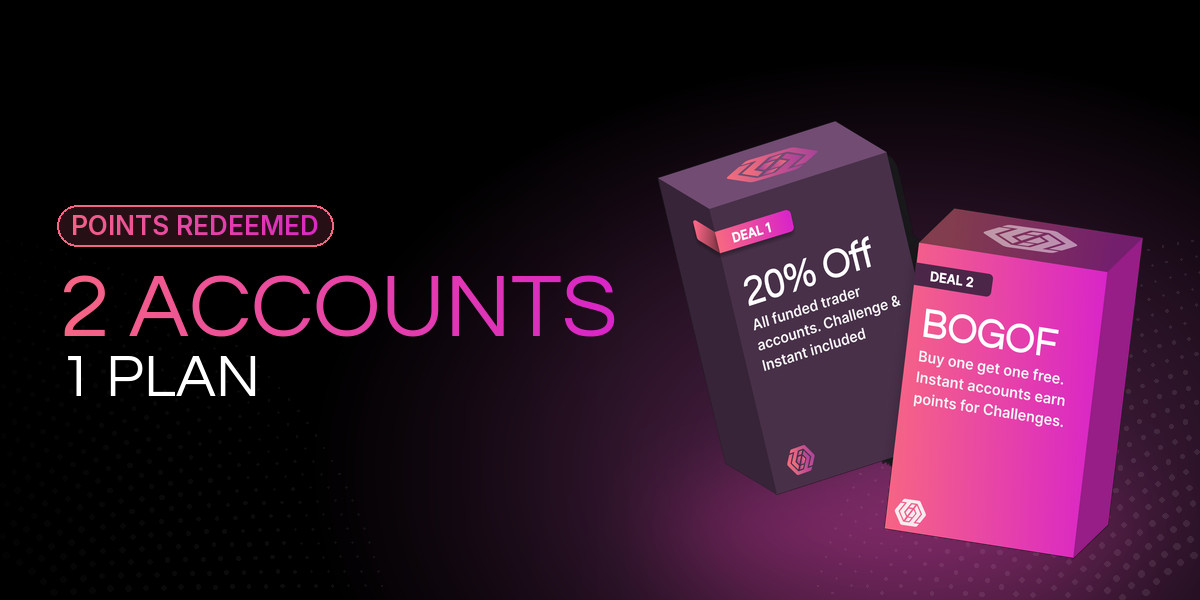 POINTS REDEEMED
2 ACCOUNTS
1 PLAN
DEAL 1
20% Off
All funded trader
accounts. Challenge &
Instant included
DEAL 2
BOGOF
Buy one get one free.
Instant accounts earn
points for Challenges.